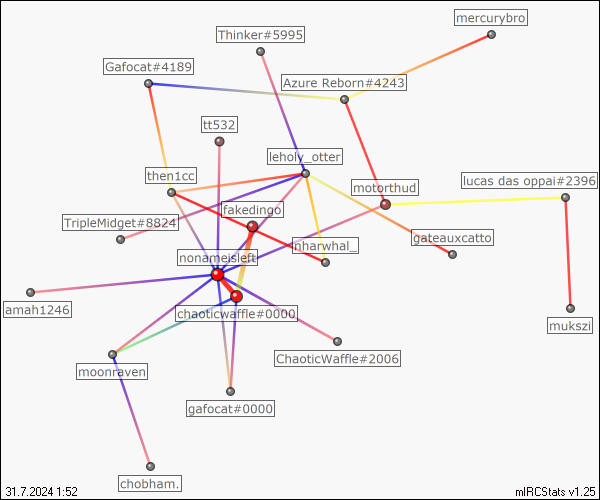 mercurybro
Thinker#5995
Gafocat#4189
Azure Reborn#4243
tt532
leholy_otter
then1cc
motorthud
lucas das oppai#2396
fakedingo
TripleMidget#8824
gateauxcatto
nharwhal_
nonameisleft
amah1246
chaoticwaffle#0000
mukszi
ChaoticWaffle#2006
moonraven
gafocat#0000
chobham.
31.7.2024 1:52
mIRCStats v1.25